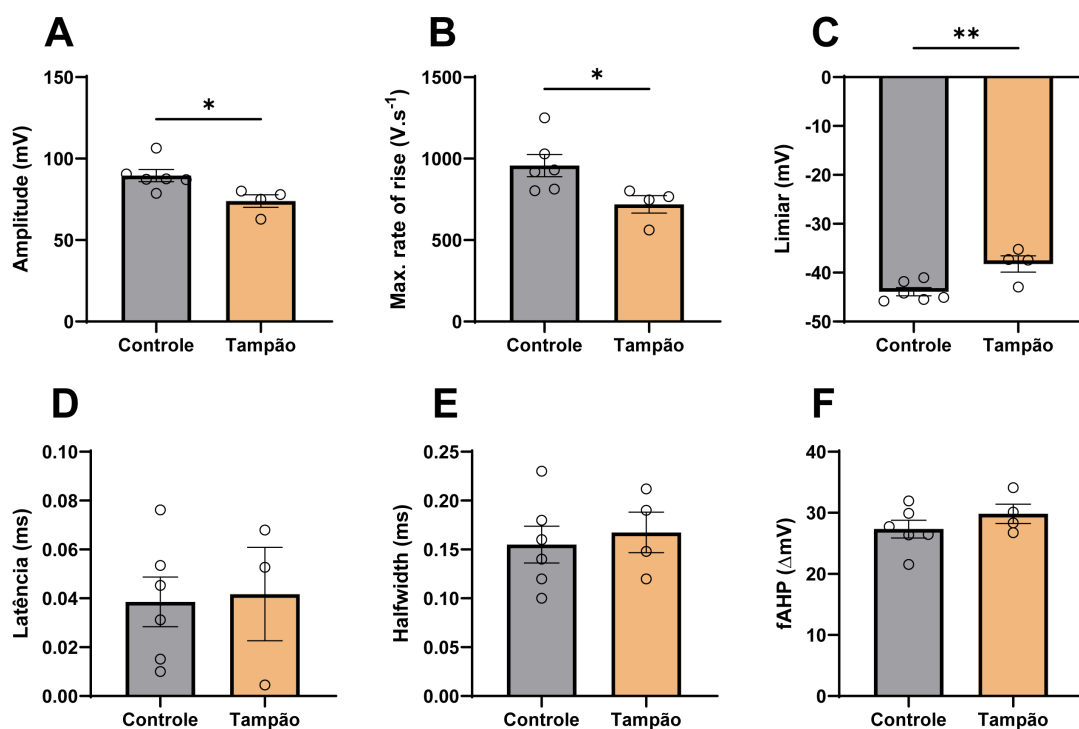 A
Amplitude (mV)
150
100
50
0
*
Controle
Tampão
B
Max. rate of rise (V.s⁻¹)
1500
1000
500
0
*
Controle
Tampão
C
Limiar (mV)
0
-10
-20
-30
-40
-50
**
Controle
Tampão
D
Latência (ms)
0.10
0.08
0.06
0.04
0.02
0.00
Controle
Tampão
E
Halfwidth (ms)
0.25
0.20
0.15
0.10
0.05
0.00
Controle
Tampão
F
fAHP (ΔmV)
40
30
20
10
0
Controle
Tampão